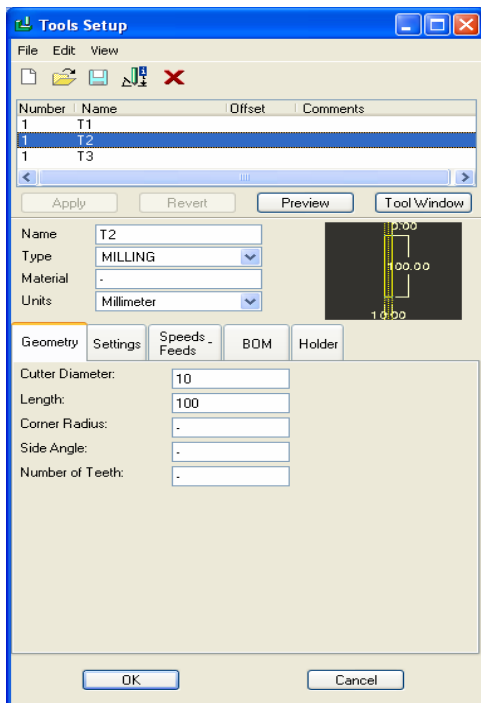 Tools Setup
File Edit View
Number Name Offset Comments
1 T1
1 T2
1 T3
Apply Revert Preview Tool Window
Name T2
Type MILLING
Material -
Units Millimeter
0.00
100.00
10.00
Geometry Settings Speeds - Feeds BOM Holder
Cutter Diameter: 10
Length: 100
Corner Radius: -
Side Angle: -
Number of Teeth: -
OK Cancel